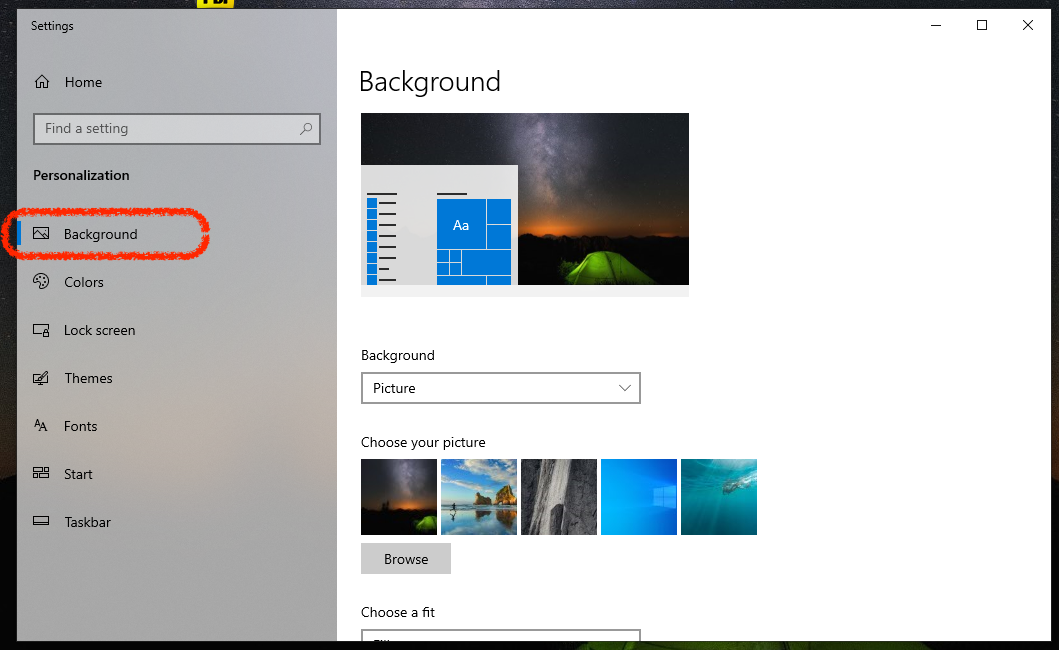 Settings
Home
Find a setting
Personalization
Background
Colors
Lock screen
Themes
Fonts
Start
Taskbar
Background
Aa
Background
Picture
Choose your picture
Browse
Choose a fit